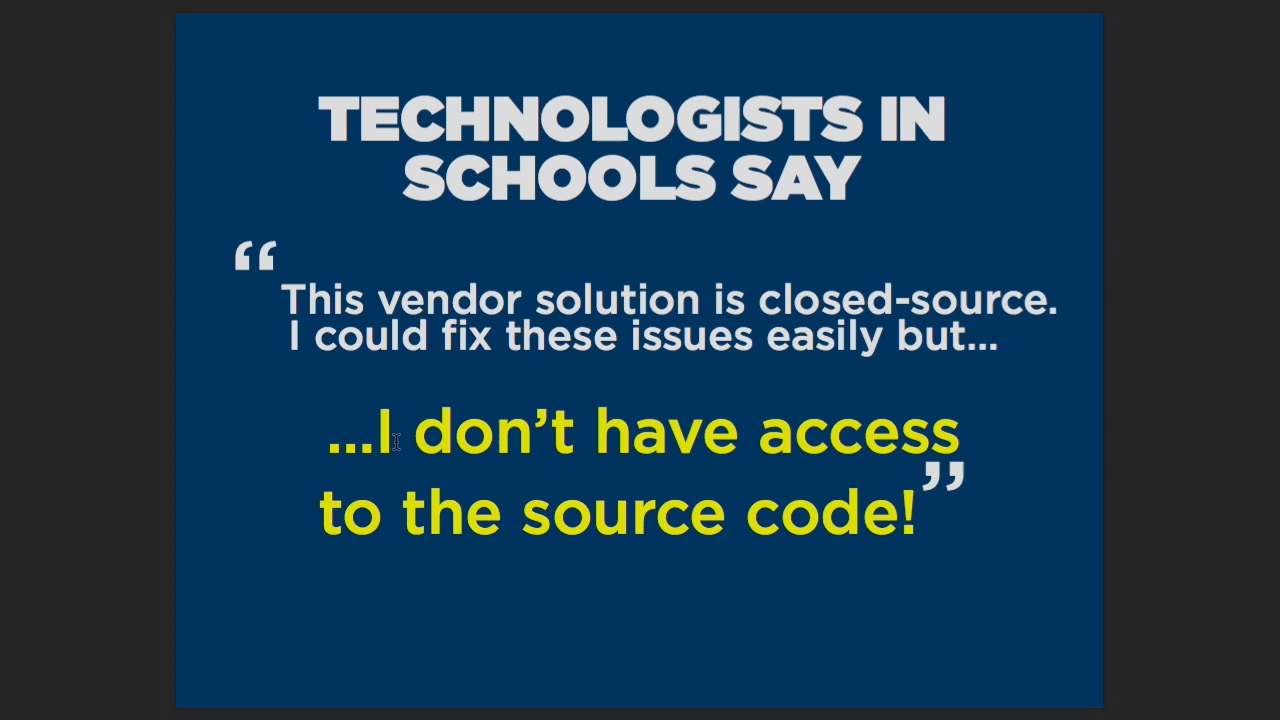 TECHNOLOGISTS IN
SCHOOLS SAY
“This vendor solution is closed-source.
I could fix these issues easily but...
...I don’t have access
to the source code!”